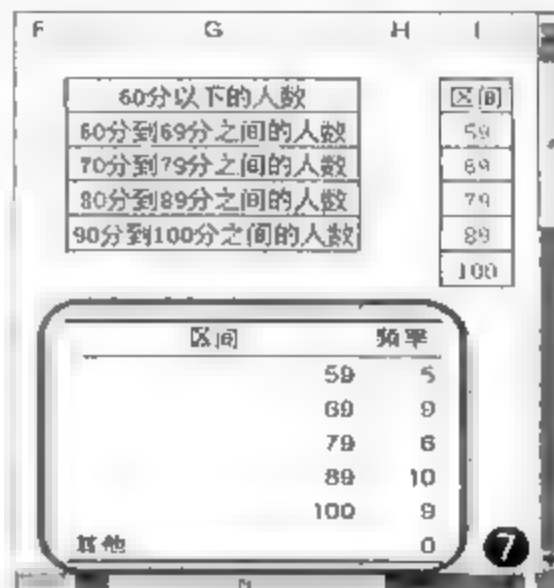 F G H I
60分以下的人数 区间
60分到69分之间的人数 59
70分到79分之间的人数 69
80分到89分之间的人数 79
90分到100分之间的人数 89
100
区间 频率
59 5
69 9
79 6
89 10
100 9
其他 0
7